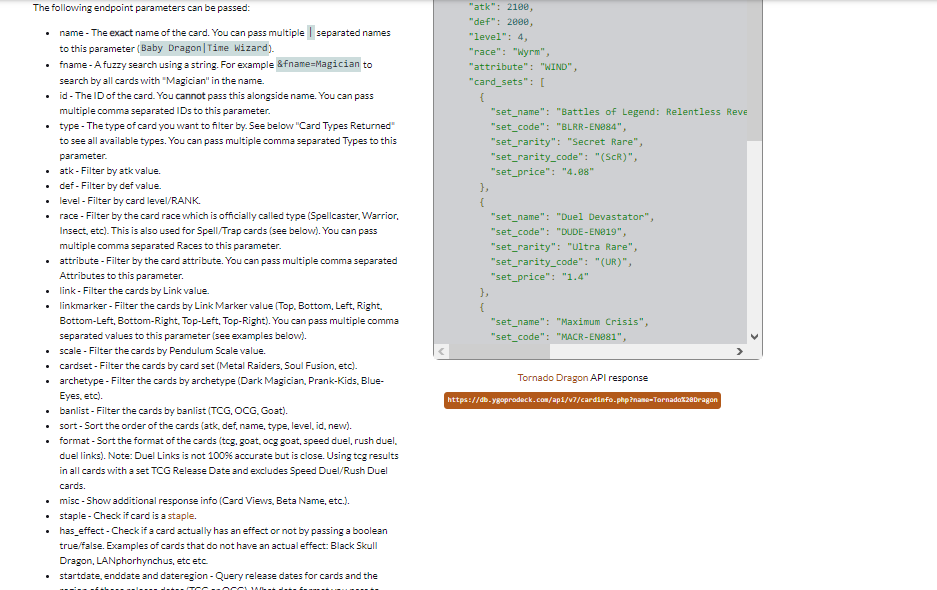 The following endpoint parameters can be passed:
name - The exact name of the card. You can pass multiple | separated names
to this parameter (Baby Dragon|Time Wizard).
fname - A fuzzy search using a string. For example &fname=Magician to
search by all cards with "Magician" in the name.
id - The ID of the card. You cannot pass this alongside name. You can pass
multiple comma separated IDs to this parameter.
type - The type of card you want to filter by. See below "Card Types Returned"
to see all available types. You can pass multiple comma separated Types to this
parameter.
atk - Filter by atk value.
def - Filter by def value.
level - Filter by card level/RANK.
race - Filter by the card race which is officially called type (Spellcaster, Warrior,
Insect, etc). This is also used for Spell/Trap cards (see below). You can pass
multiple comma separated Races to this parameter.
attribute - Filter by the card attribute. You can pass multiple comma separated
Attributes to this parameter.
link - Filter the cards by Link value.
linkmarker - Filter the cards by Link Marker value (Top, Bottom, Left, Right,
Bottom-Left, Bottom-Right, Top-Left, Top-Right). You can pass multiple comma
separated values to this parameter (see examples below).
scale - Filter the cards by Pendulum Scale value.
cardset - Filter the cards by card set (Metal Raiders, Soul Fusion, etc).
archetype - Filter the cards by archetype (Dark Magician, Prank-Kids, Blue-
Eyes, etc).
banlist - Filter the cards by banlist (TCG, OCG, Goat).
sort - Sort the order of the cards (atk, def, name, type, level, id, new).
format - Sort the format of the cards (tcg, goat, ocg goat, speed duel, rush duel,
duel links). Note: Duel Links is not 100% accurate but is close. Using tcg results
in all cards with a set TCG Release Date and excludes Speed Duel/Rush Duel
cards.
misc - Show additional response info (Card Views, Beta Name, etc.).
staple - Check if card is a staple.
has_effect - Check if a card actually has an effect or not by passing a boolean
true/false. Examples of cards that do not have an actual effect: Black Skull
Dragon, LANphorhynchus, etc etc.
startdate, enddate and dateregion - Query release dates for cards and the
"atk": 2100,
"def": 2000,
"level": 4,
"race": "Wyrm",
"attribute": "WIND",
"card_sets": [
{
"set_name": "Battles of Legend: Relentless Reve
"set_code": "BLRR-EN084",
"set_rarity": "Secret Rare",
"set_rarity_code": "(ScR)",
"set_price": "4.08"
},
{
"set_name": "Duel Devastator",
"set_code": "DUDE-EN019",
"set_rarity": "Ultra Rare",
"set_rarity_code": "(UR)",
"set_price": "1.4"
},
{
"set_name": "Maximum Crisis",
"set_code": "MACR-EN081",
Tornado Dragon API response
https://db.ygoprodeck.com/api/v7/cardinfo.php?name=Tornado%20Dragon